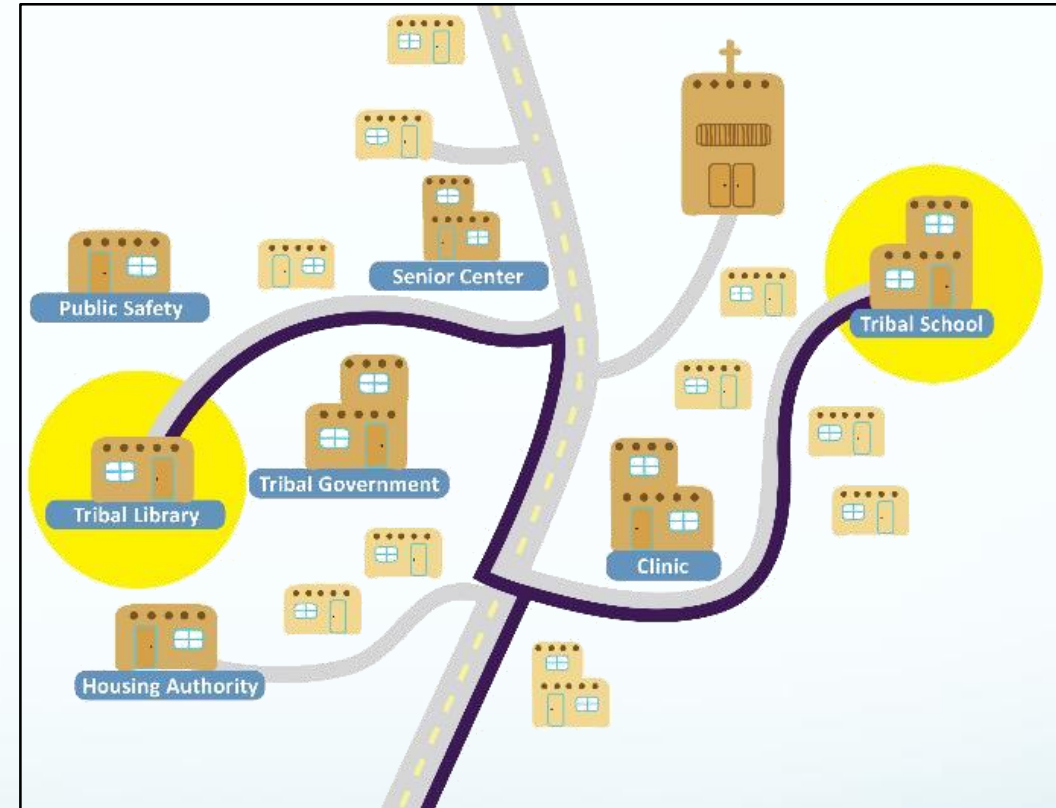 Senior Center
Public Safety
Tribal School
Tribal Government
Tribal Library
Clinic
Housing Authority